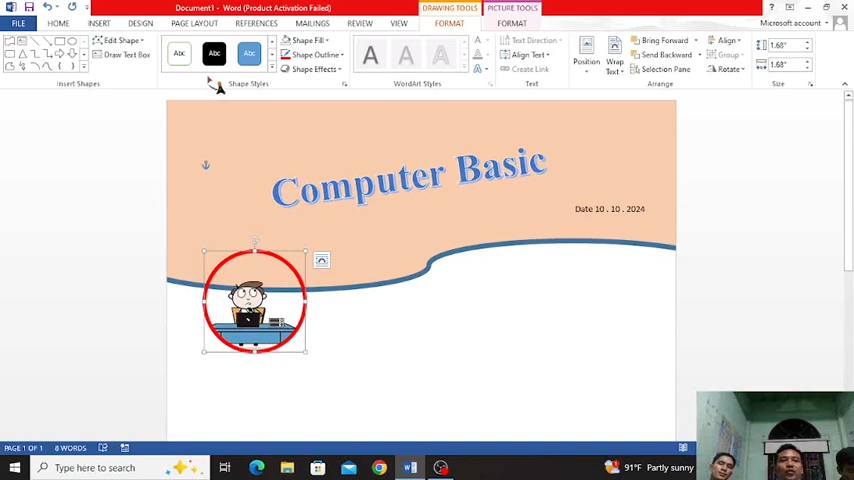 Document1 - Word (Product Activation Failed)
DRAWING TOOLS
PICTURE TOOLS
FILE
HOME
INSERT
DESIGN
PAGE LAYOUT
REFERENCES
MAILINGS
REVIEW
VIEW
FORMAT
FORMAT
Microsoft account
Edit Shape
Draw Text Box
Abc
Abc
Abc
Shape Fill
Shape Outline
Shape Effects
A
A
A
Text Direction
Align Text
Create Link
Position
Wrap
Text
Bring Forward
Send Backward
Selection Pane
Align
Group
Rotate
1.68"
1.68"
Insert Shapes
Shape Styles
WordArt Styles
Text
Arrange
Size
Computer Basic
Date 10 . 10 . 2024
PAGE 1 OF 1
8 WORDS
Type here to search
91°F Partly sunny